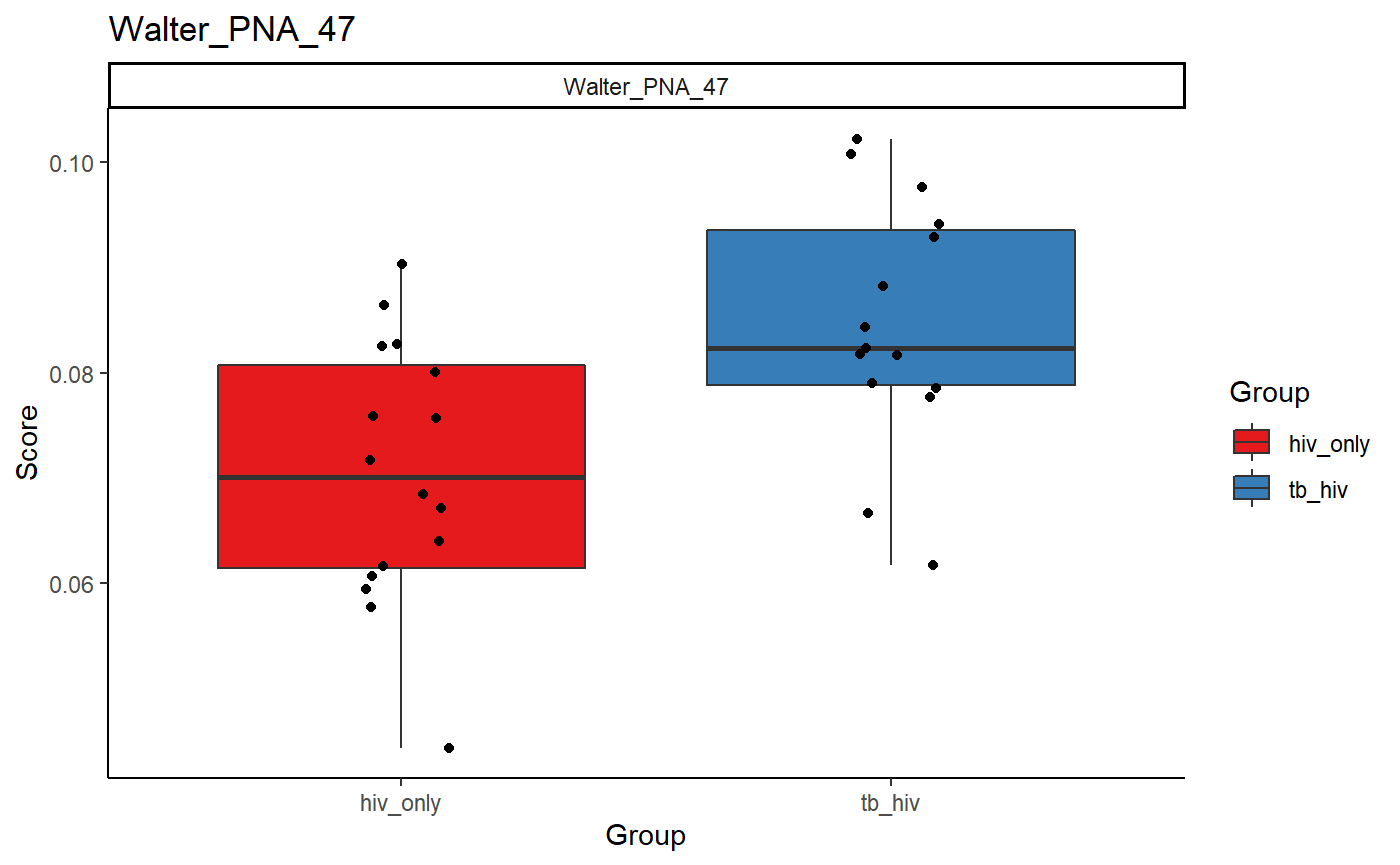 Walter_PNA_47
Walter_PNA_47
0.10
0.08
0.06
Score
hiv_only
tb_hiv
Group
Group
hiv_only
tb_hiv